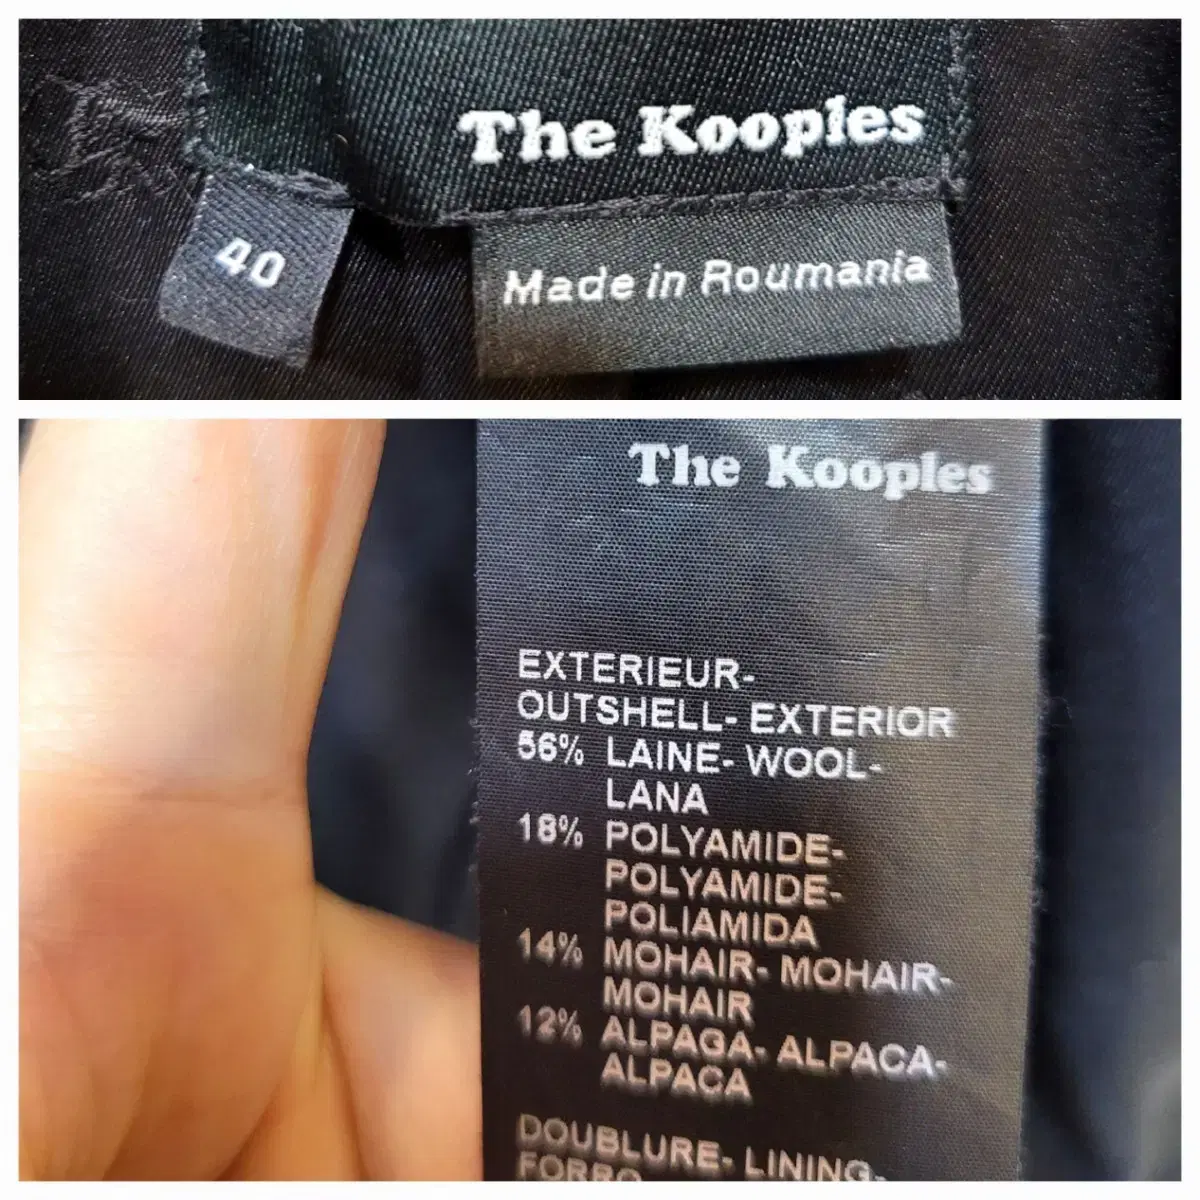 The Kooples
40
Made in Roumania
The Kooples
EXTERIEUR-
OUTSHELL- EXTERIOR
56% LAINE- WOOL-
LANA
18% POLYAMIDE-
POLYAMIDE-
POLIAMIDA
14% MOHAIR- MOHAIR-
MOHAIR
12% ALPAGA- ALPACA-
ALPACA
DOUBLURE- LINING-
FORRO